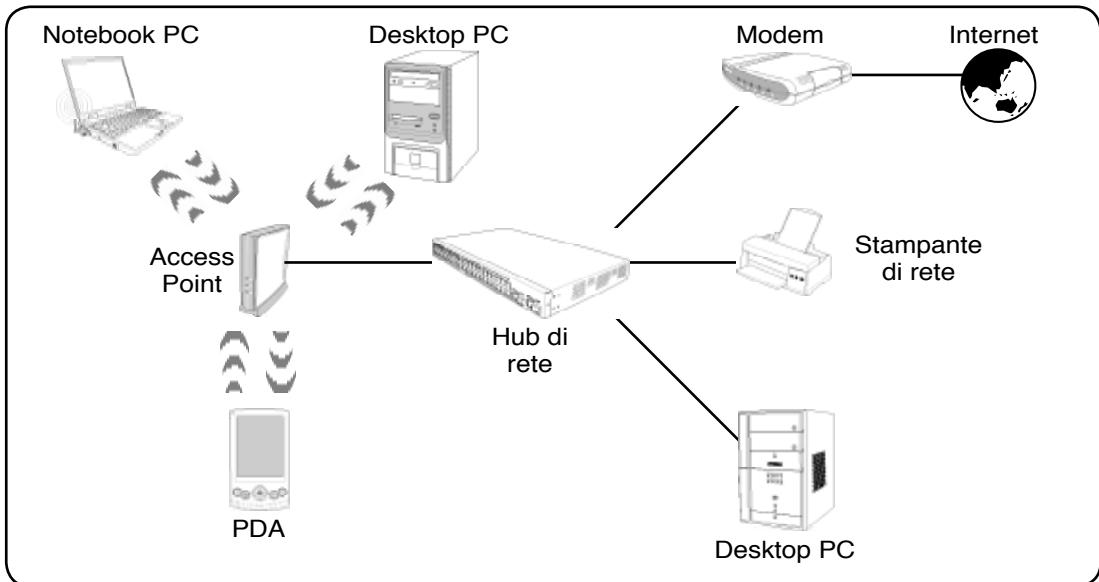 Notebook PC
Desktop PC
Modem
Internet
Access
Point
Stampante
di rete
Hub di
rete
PDA
Desktop PC